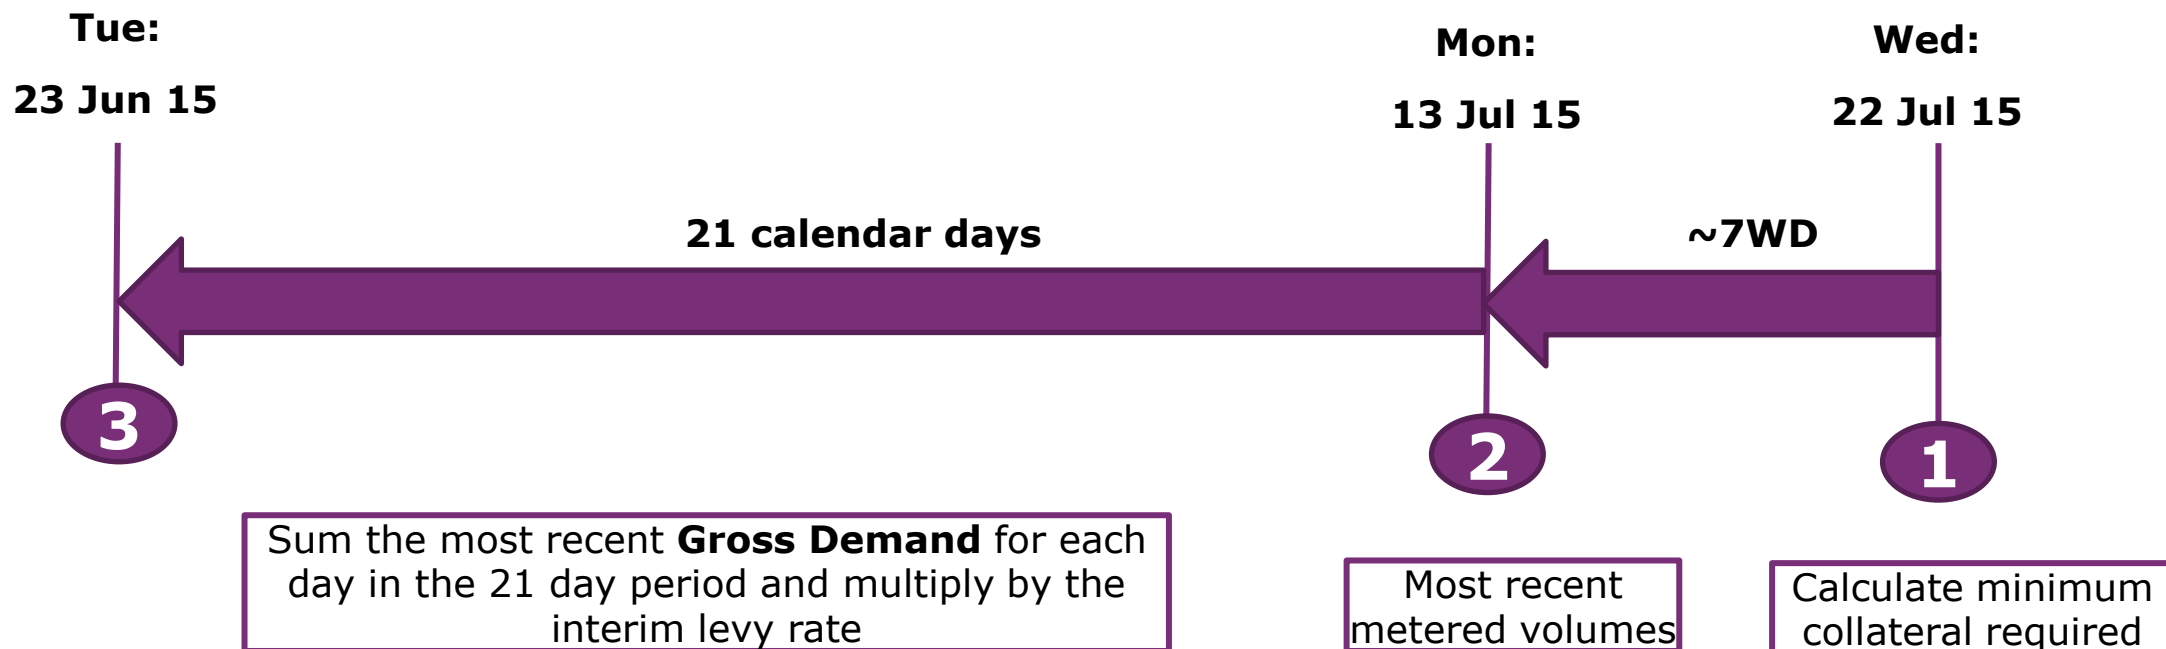 Tue:
23 Jun 15
Mon:
13 Jul 15
Wed:
22 Jul 15
21 calendar days
~7WD
3
2
1
Sum the most recent Gross Demand for each
day in the 21 day period and multiply by the
interim levy rate
Most recent
metered volumes
Calculate minimum
collateral required